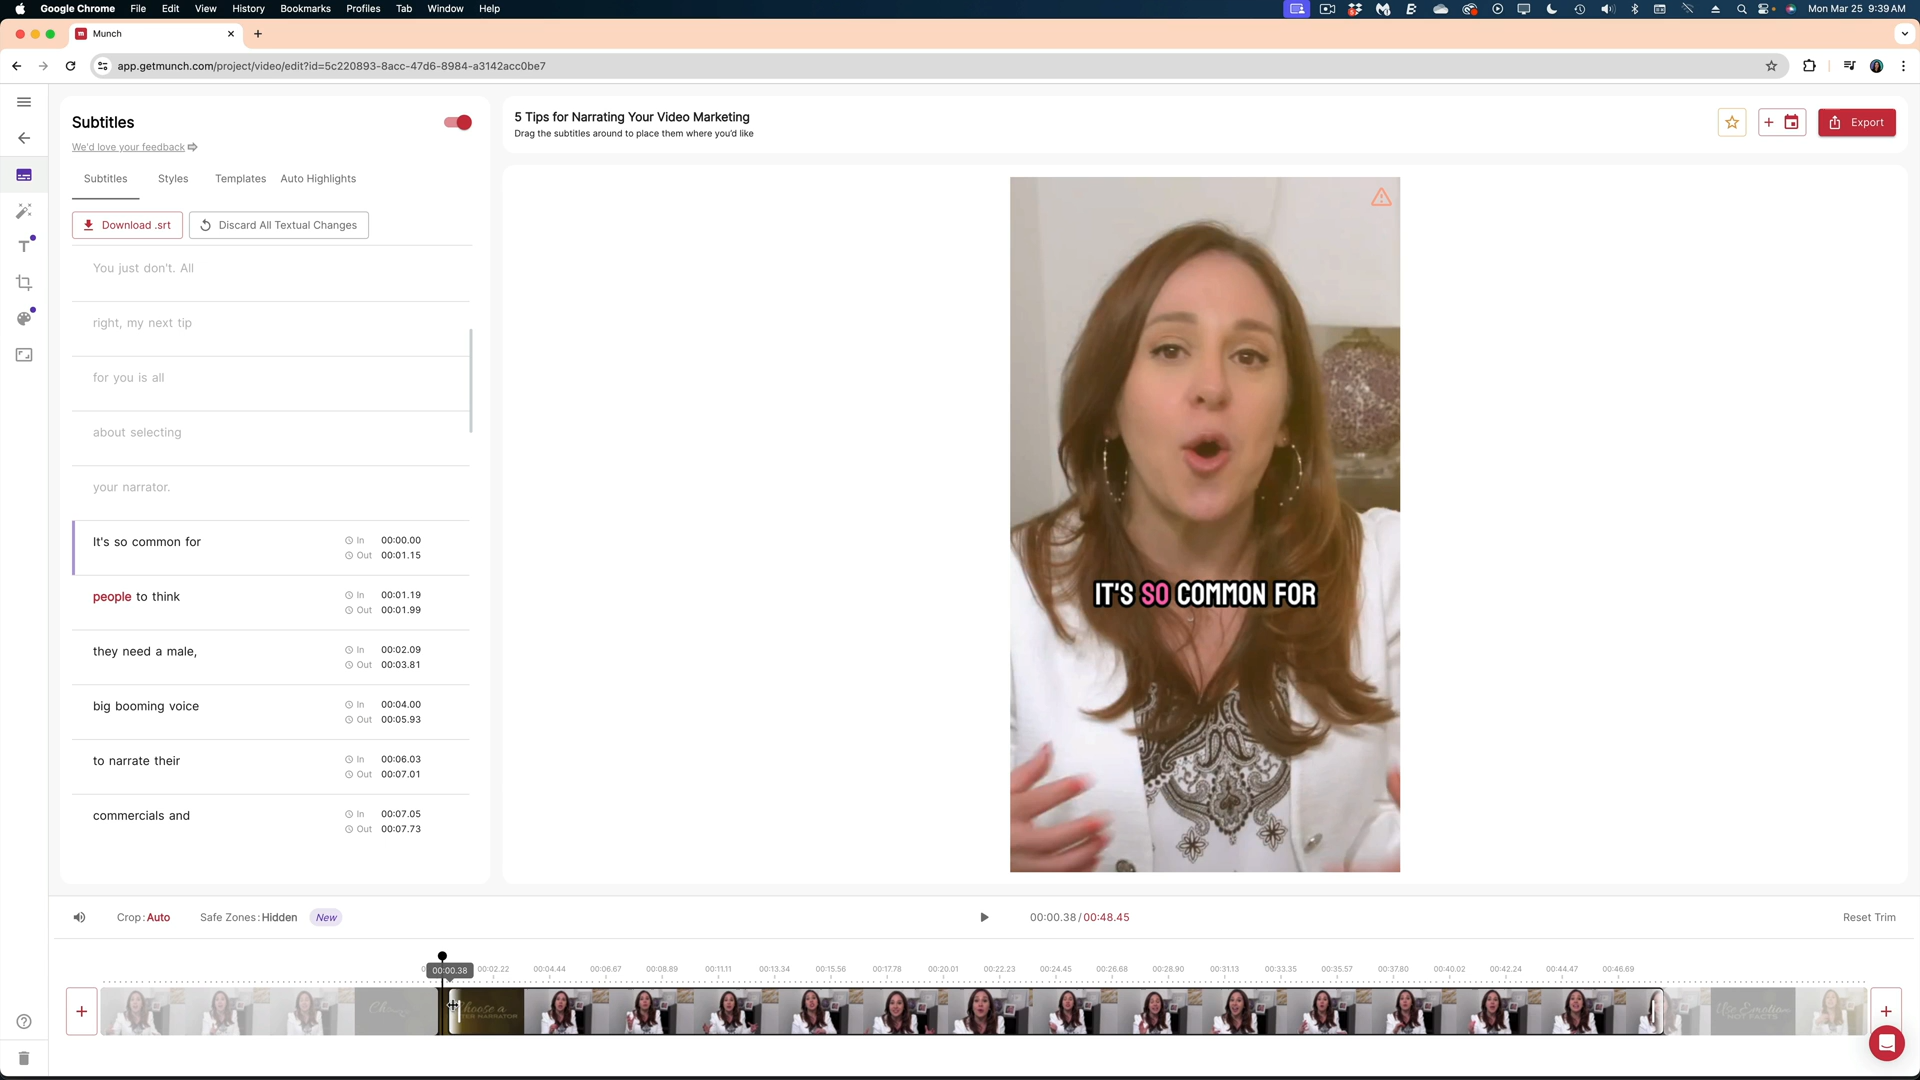 Google Chrome File Edit View History Bookmarks Profiles Tab Window Help
Mon Mar 25 9:39 AM
Munch
app.getmunch.com/project/video/edit?id=5c220893-8acc-47d6-8984-a3142acc0be7
Subtitles
We'd love your feedback
Subtitles Styles Templates Auto Highlights
Download .srt Discard All Textual Changes
You just don't. All
right, my next tip
for you is all
about selecting
your narrator.
It's so common for
In 00:00.00
Out 00:01.15
people to think
In 00:01.19
Out 00:01.99
they need a male,
In 00:02.09
Out 00:03.81
big booming voice
In 00:04.00
Out 00:05.93
to narrate their
In 00:06.03
Out 00:07.01
commercials and
In 00:07.05
Out 00:07.73
5 Tips for Narrating Your Video Marketing
Drag the subtitles around to place them where you'd like
Export
IT'S SO COMMON FOR
Crop: Auto Safe Zones: Hidden New
00:00.38/00:48.45
Reset Trim
00:00.38
00:02.22 00:04.44 00:06.67 00:08.89 00:11.11 00:13.34 00:15.56 00:17.78 00:20.01 00:22.23 00:24.45 00:26.68 00:28.90 00:31.13 00:33.35 00:35.57 00:37.80 00:40.02 00:42.24 00:44.47 00:46.69
Use Emotion
NOT FACTS